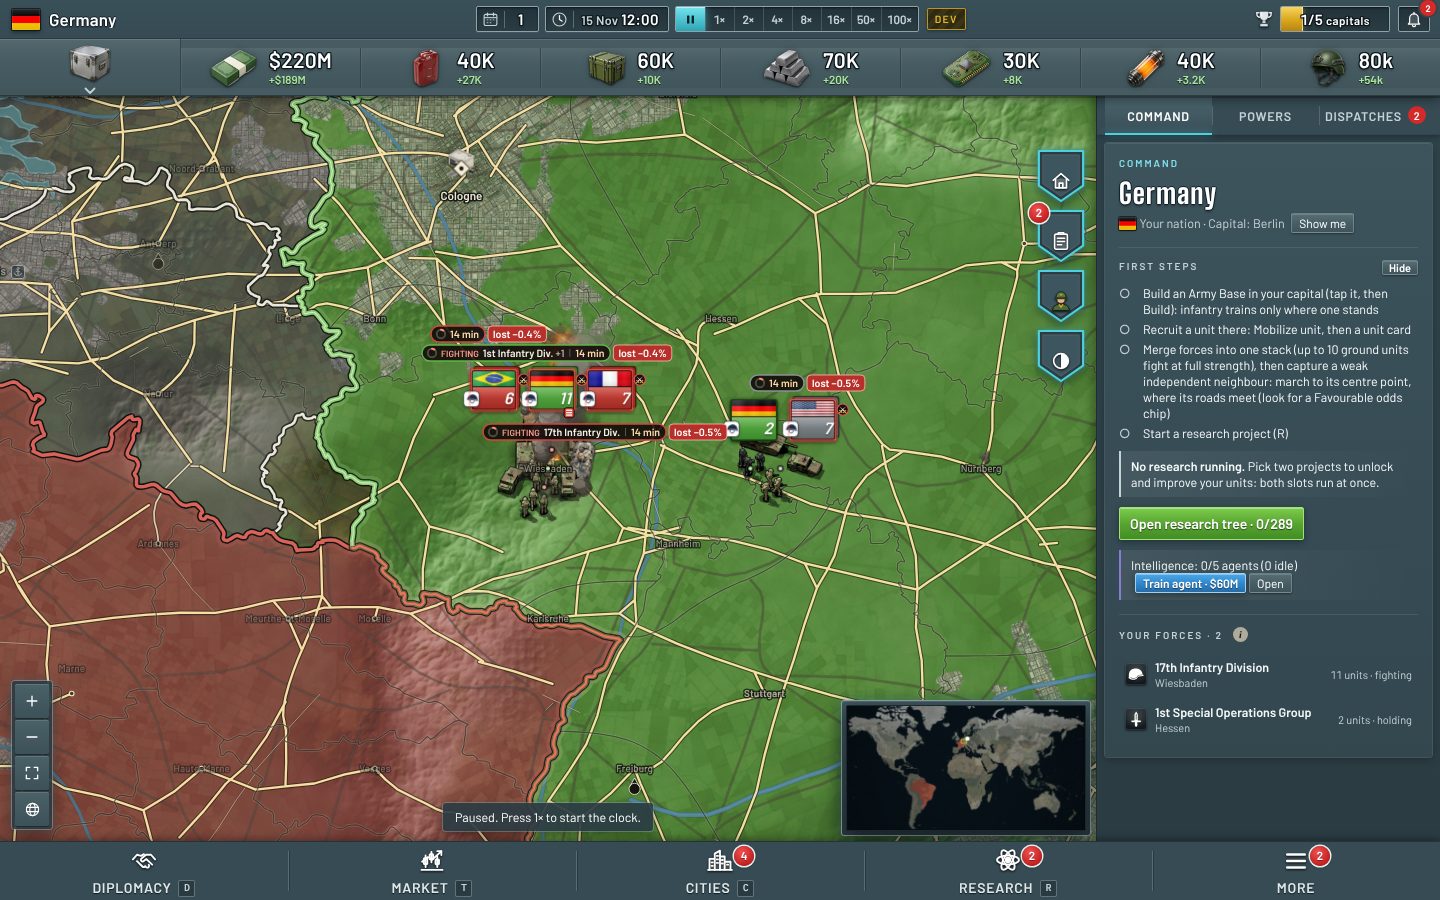 Germany
1
15 Nov 12:00
1×
2×
4×
8×
16×
50×
100×
DEV
1/5 capitals
2
$220M
+$189M
40K
+27K
60K
+10K
70K
+20K
30K
+8K
40K
+3.2K
80k
+54k
COMMAND
POWERS
DISPATCHES 2
COMMAND
Germany
Your nation · Capital: Berlin
Show me
FIRST STEPS
Hide
Build an Army Base in your capital (tap it, then
Build): infantry trains only where one stands
Recruit a unit there: Mobilize unit, then a unit card
Merge forces into one stack (up to 10 ground units
fight at full strength), then capture a weak
independent neighbour: march to its centre point,
where its roads meet (look for a Favourable odds
chip)
Start a research project (R)
No research running. Pick two projects to unlock
and improve your units: both slots run at once.
Open research tree · 0/289
Intelligence: 0/5 agents (0 idle)
Train agent · $60M
Open
YOUR FORCES · 2
17th Infantry Division
Wiesbaden
11 units · fighting
1st Special Operations Group
Hessen
2 units · holding
Noord-Brabant
Cologne
Antwerp
Liège
Bonn
Hessen
Namur
2
14 min
lost −0.4%
FIGHTING 1st Infantry Div. +1 14 min
lost −0.4%
6
11
7
FIGHTING 17th Infantry Div. 14 min
lost −0.5%
14 min
lost −0.5%
2
7
Wiesbaden
Nürnberg
Ardennes
Mannheim
Meurthe-et-Moselle
Moselle
Karlsruhe
Marne
Stuttgart
Haute-Marne
Vosges
Freiburg
Paused. Press 1× to start the clock.
DIPLOMACY D
MARKET T
CITIES C
4
RESEARCH R
2
MORE
2